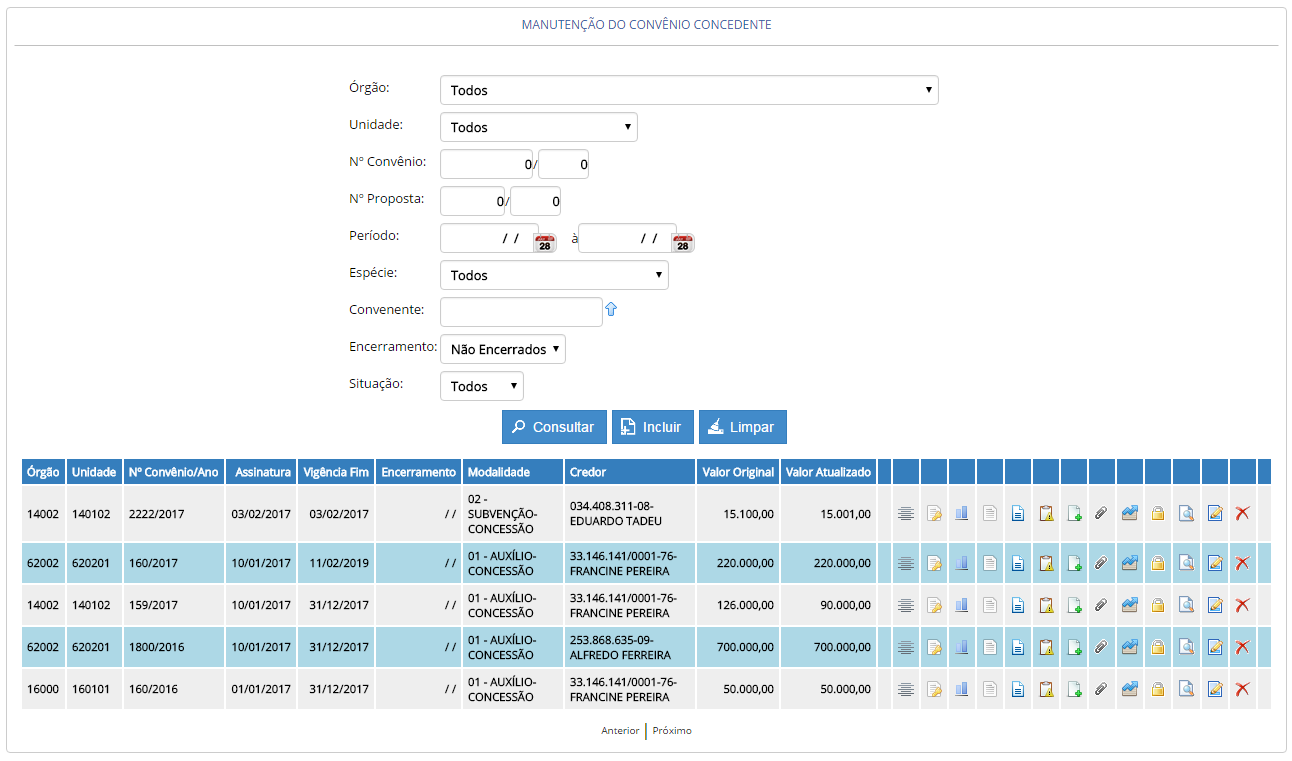 MANUTENÇÃO DO CONVÊNIO CONCEDENTE
Órgão: Todos
Unidade: Todos
Nº Convênio: 0/ 0
Nº Proposta: 0/ 0
Período: / / 28 à / / 28
Espécie: Todos
Convenente:
Encerramento: Não Encerrados
Situação: Todos
Consultar Incluir Limpar
Órgão Unidade Nº Convênio/Ano Assinatura Vigência Fim Encerramento Modalidade Credor Valor Original Valor Atualizado
14002 140102 2222/2017 03/02/2017 03/02/2017 / / 02 - SUBVENÇÃO-CONCESSÃO 034.408.311-08-EDUARDO TADEU 15.100,00 15.001,00
62002 620201 160/2017 10/01/2017 11/02/2019 / / 01 - AUXÍLIO-CONCESSÃO 33.146.141/0001-76-FRANCINE PEREIRA 220.000,00 220.000,00
14002 140102 159/2017 10/01/2017 31/12/2017 / / 01 - AUXÍLIO-CONCESSÃO 33.146.141/0001-76-FRANCINE PEREIRA 126.000,00 90.000,00
62002 620201 1800/2016 10/01/2017 31/12/2017 / / 01 - AUXÍLIO-CONCESSÃO 253.868.635-09-ALFREDO FERREIRA 700.000,00 700.000,00
16000 160101 160/2016 01/01/2017 31/12/2017 / / 01 - AUXÍLIO-CONCESSÃO 33.146.141/0001-76-FRANCINE PEREIRA 50.000,00 50.000,00
Anterior Próximo